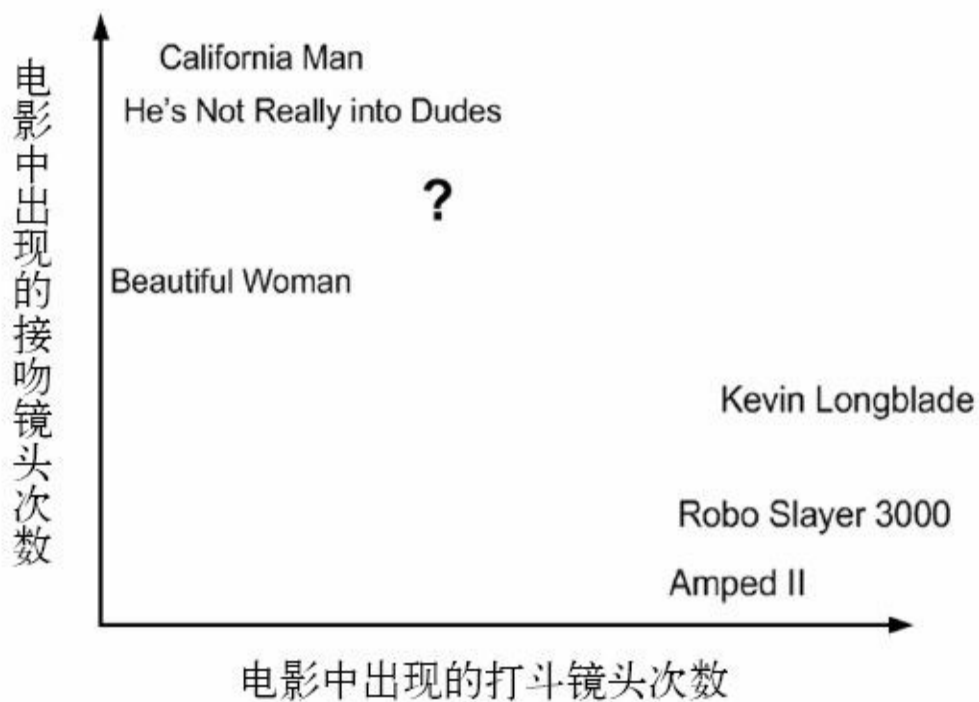 电影中出现的接吻镜头次数
California Man
He's Not Really into Dudes
?
Beautiful Woman
Kevin Longblade
Robo Slayer 3000
Amped II
电影中出现的打斗镜头次数